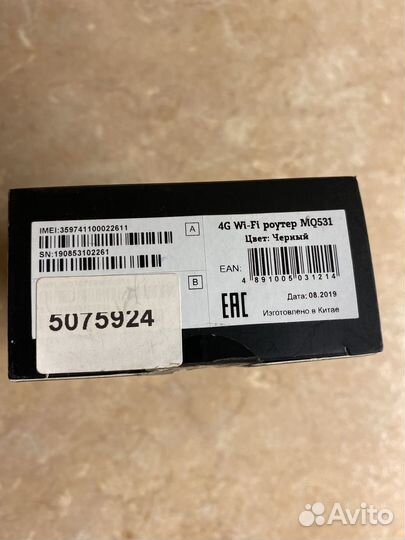 IMEI:359741100022611
A
SN:190853102261
B
5075924
4G Wi-Fi роутер MQ531
Цвет: Черный
EAN:
4 891005 031214
EAC
Дата: 08.2019
Изготовлено в Китае
Avito